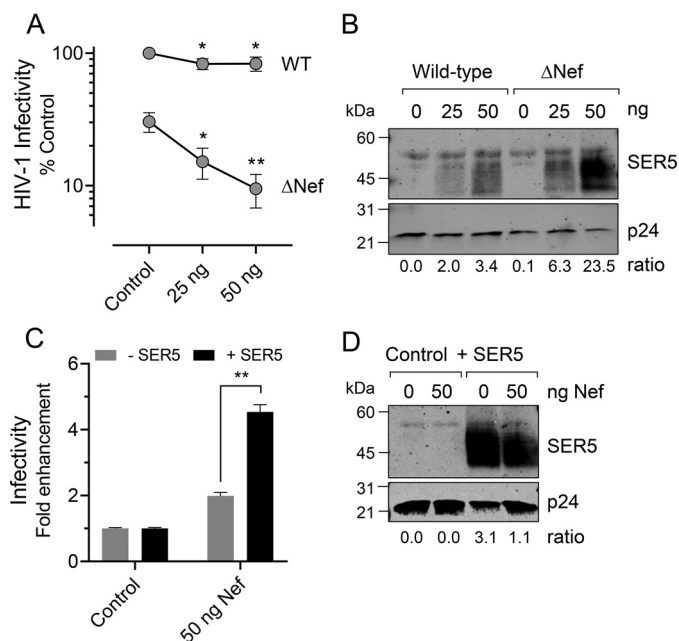 A
HIV-1 Infectivity
% Control
100
10
* *
WT
*
**
ΔNef
Control
25 ng
50 ng
B
Wild-type ΔNef
kDa 0 25 50 0 25 50 ng
60
45
SER5
31
21
p24
0.0 2.0 3.4 0.1 6.3 23.5 ratio
C
- SER5 + SER5
Infectivity
Fold enhancement
6
4
2
0
**
Control
50 ng Nef
D
Control + SER5
kDa 0 50 0 50 ng Nef
60
45
SER5
31
21
p24
0.0 0.0 3.1 1.1 ratio